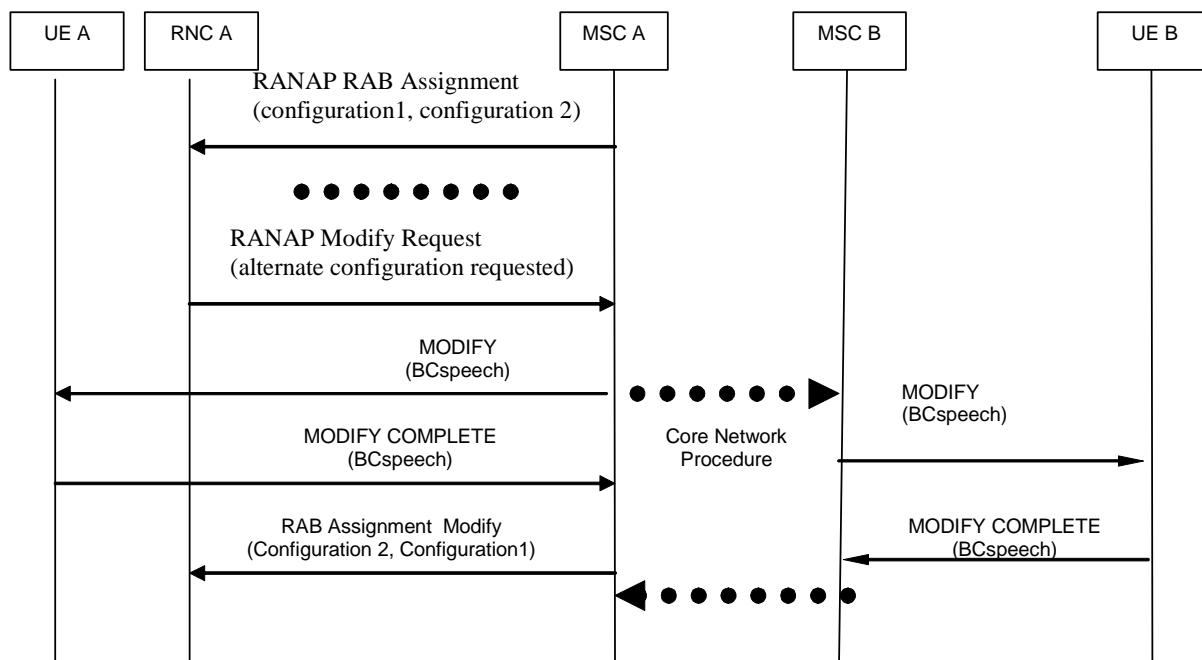 UE A
RNC A
MSC A
MSC B
UE B
RANAP RAB Assignment
(configuration1, configuration 2)
RANAP Modify Request
(alternate configuration requested)
MODIFY
(BCspeech)
MODIFY
(BCspeech)
MODIFY COMPLETE
(BCspeech)
Core Network
Procedure
RAB Assignment Modify
(Configuration 2, Configuration1)
MODIFY COMPLETE
(BCspeech)